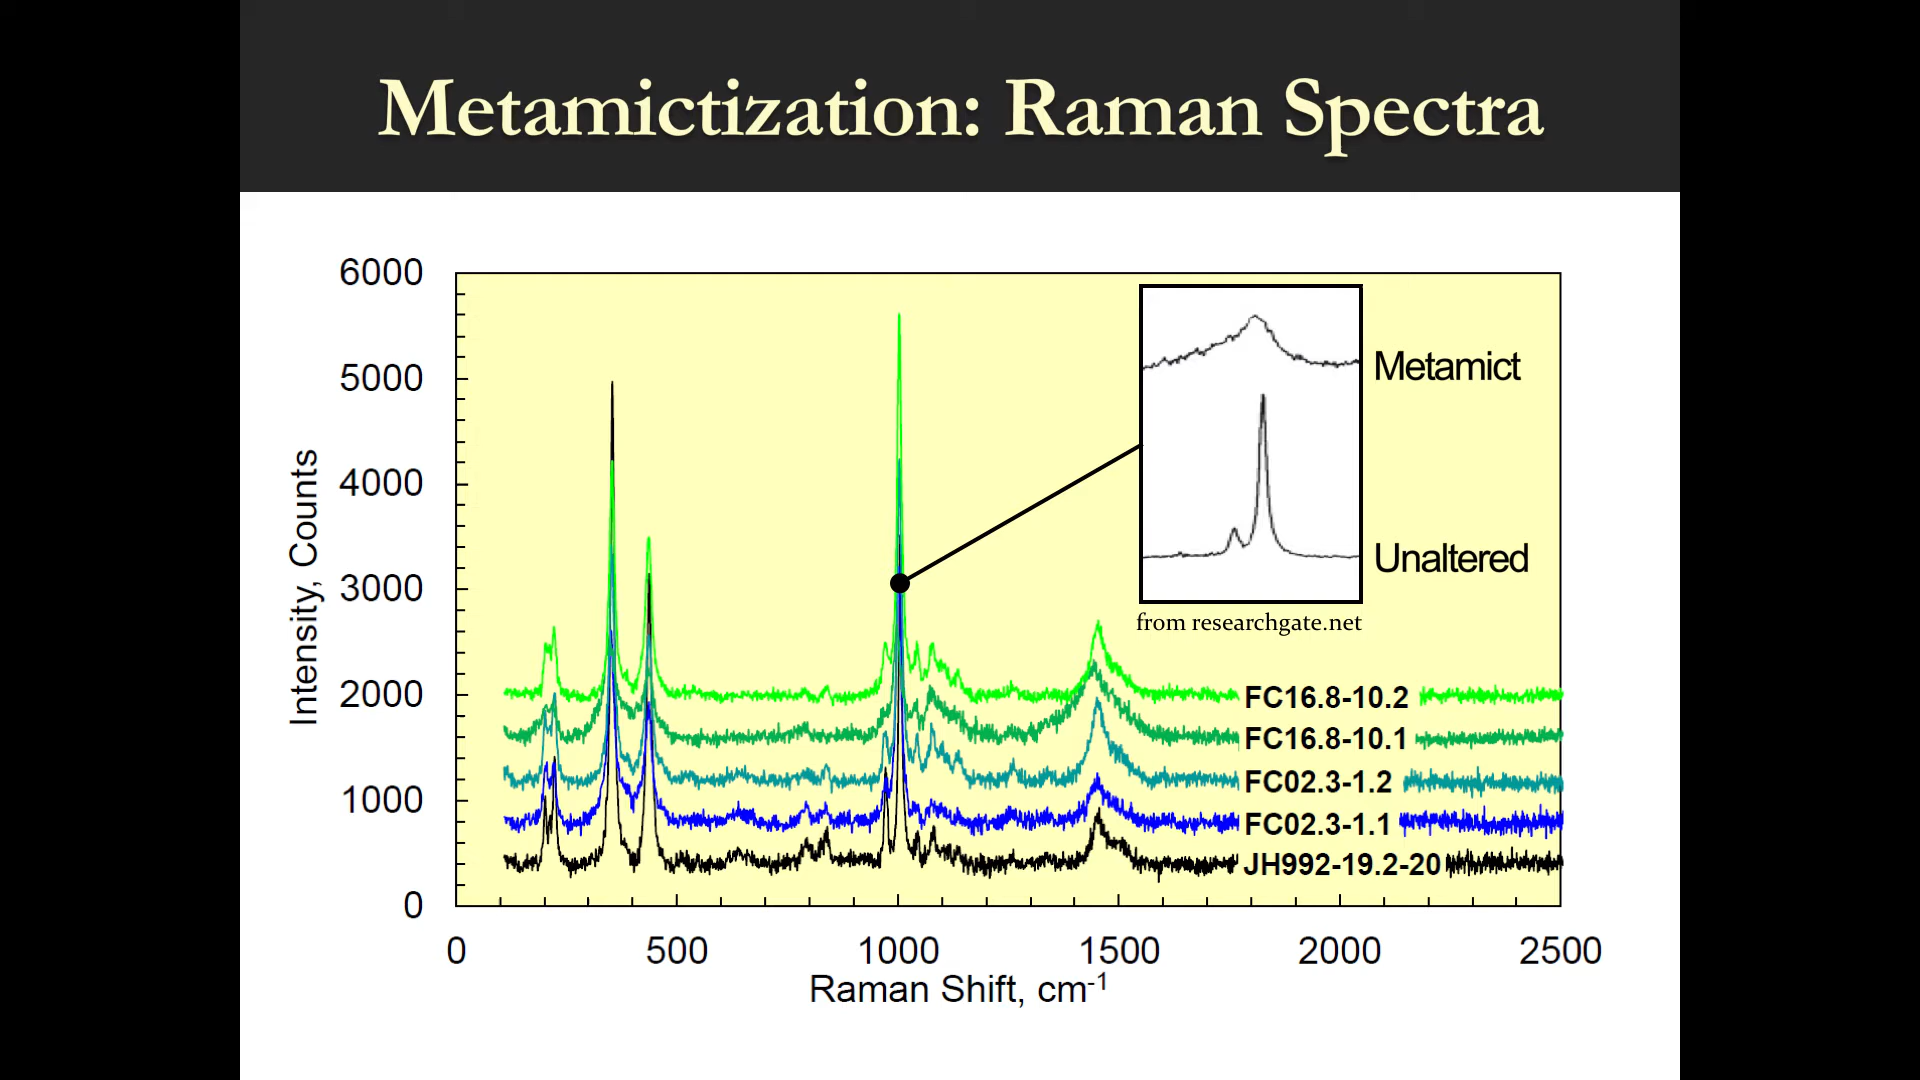 Metamictization: Raman Spectra
6000
5000
4000
3000
2000
1000
0
Intensity, Counts
Metamict
Unaltered
from researchgate.net
FC16.8-10.2
FC16.8-10.1
FC02.3-1.2
FC02.3-1.1
JH992-19.2-20
0 500 1000 1500 2000 2500
Raman Shift, cm⁻¹